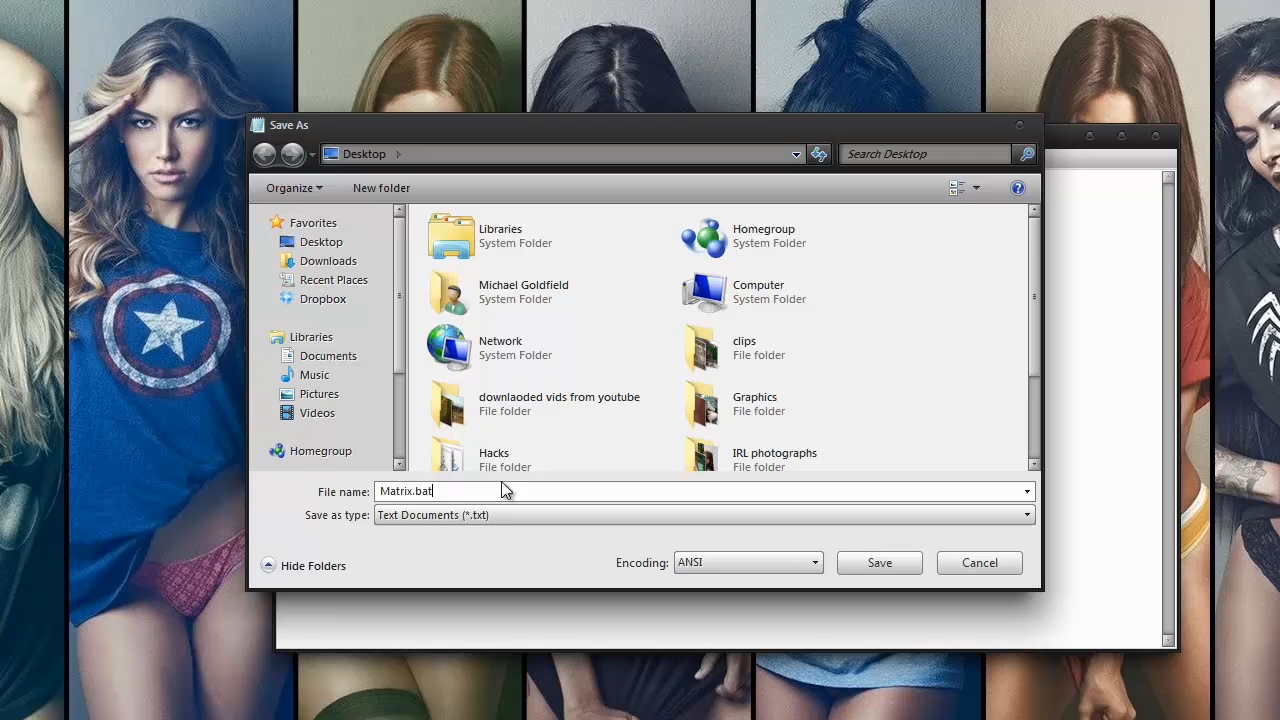 Save As
Desktop
Search Desktop
Organize
New folder
Favorites
Desktop
Downloads
Recent Places
Dropbox
Libraries
Documents
Music
Pictures
Videos
Homegroup
Libraries
System Folder
Homegroup
System Folder
Michael Goldfield
System Folder
Computer
System Folder
Network
System Folder
clips
File folder
downlaoded vids from youtube
File folder
Graphics
File folder
Hacks
File folder
IRL photographs
File folder
File name: Matrix.bat
Save as type: Text Documents (*.txt)
Hide Folders
Encoding: ANSI
Save
Cancel